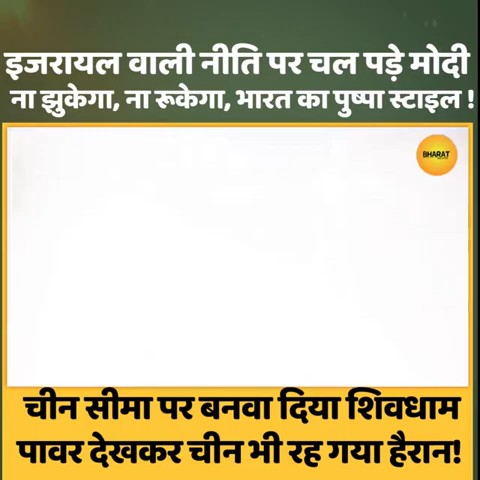 इजरायल वाली नीति पर चल पड़े मोदी
ना झुकेगा, ना रूकेगा, भारत का पुष्पा स्टाइल !
BHARAT
चीन सीमा पर बनवा दिया शिवधाम
पावर देखकर चीन भी रह गया हैरान!